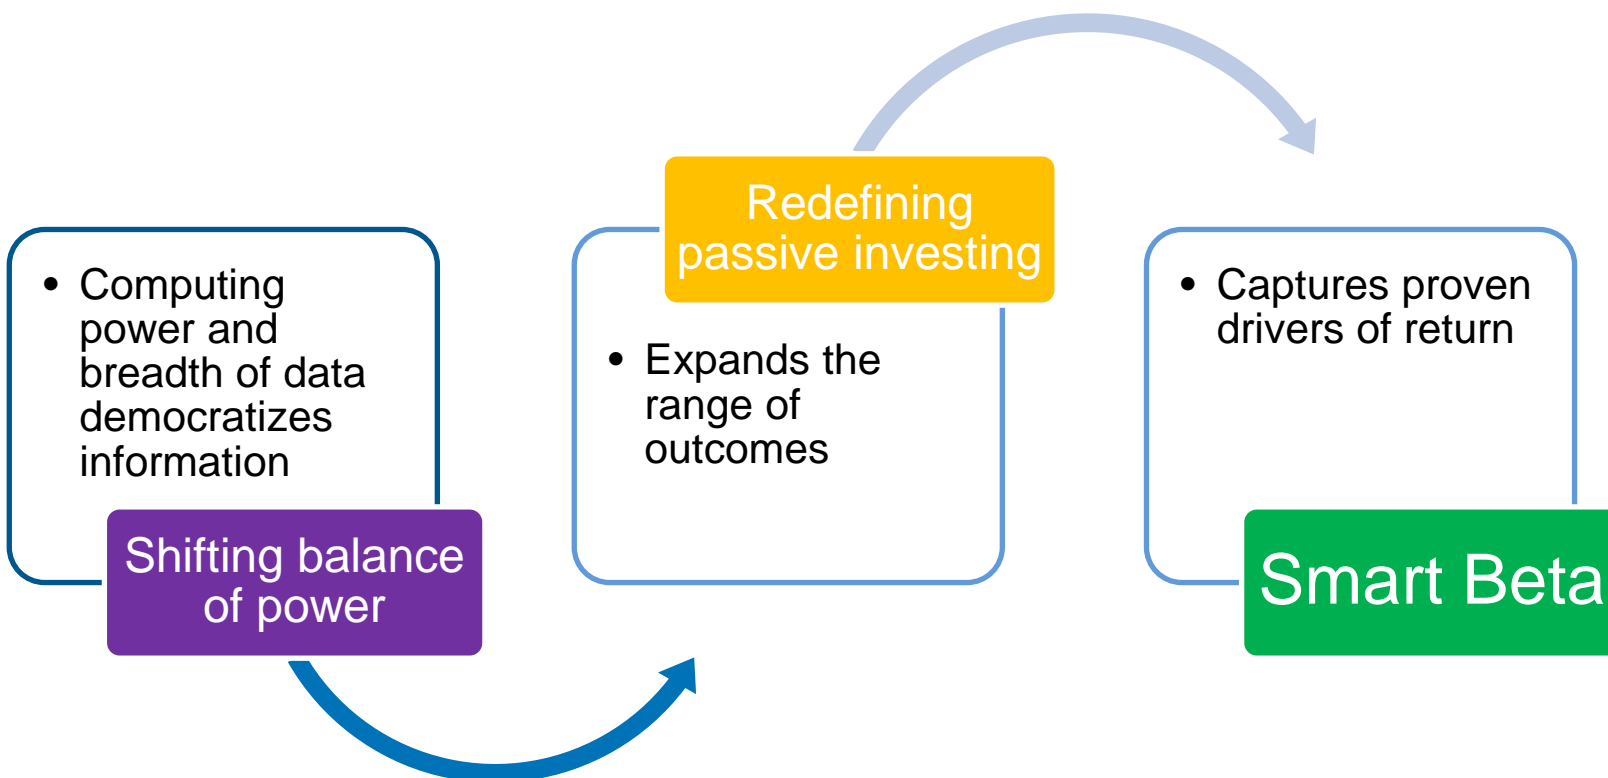 • Computing
power and
breadth of data
democratizes
information
Shifting balance
of power
Redefining
passive investing
• Expands the
range of
outcomes
• Captures proven
drivers of return
Smart Beta